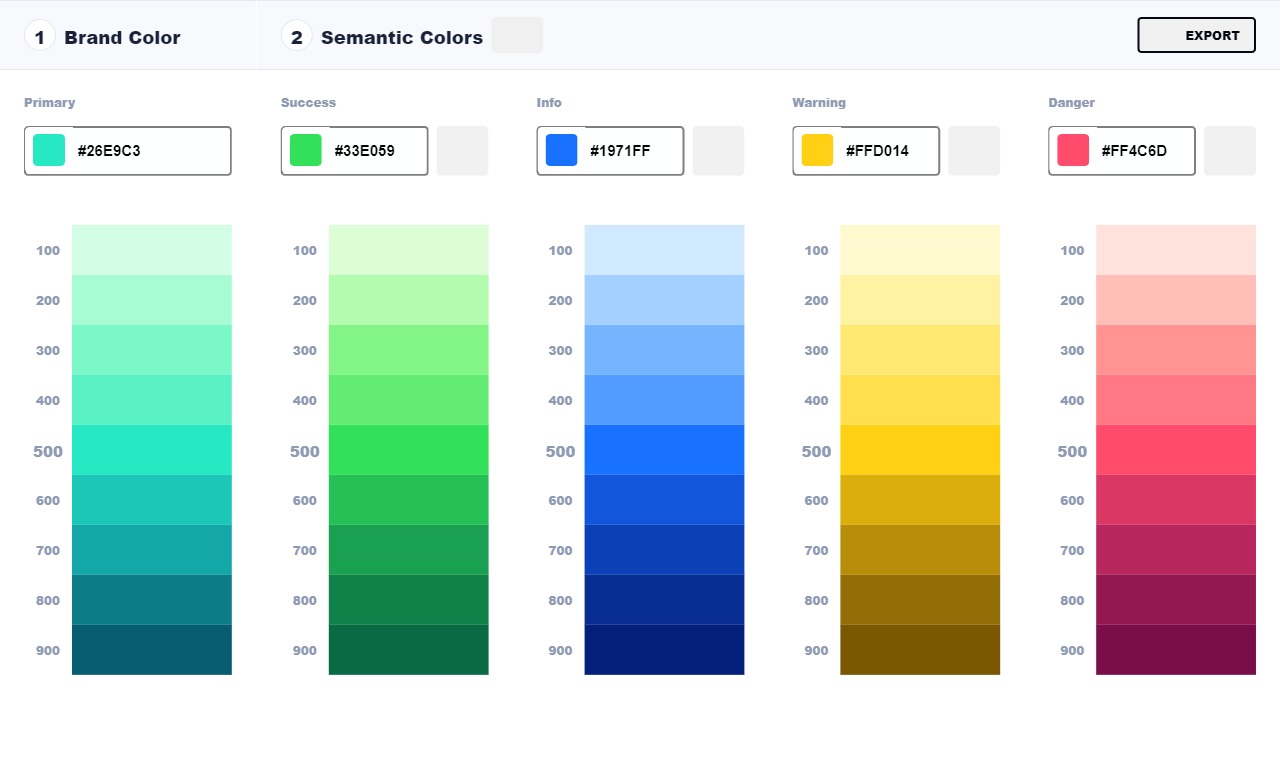 1 Brand Color
2 Semantic Colors
EXPORT
Primary
Success
Info
Warning
Danger
#26E9C3
#33E059
#1971FF
#FFD014
#FF4C6D
100 100 100 100 100
200 200 200 200 200
300 300 300 300 300
400 400 400 400 400
500 500 500 500 500
600 600 600 600 600
700 700 700 700 700
800 800 800 800 800
900 900 900 900 900